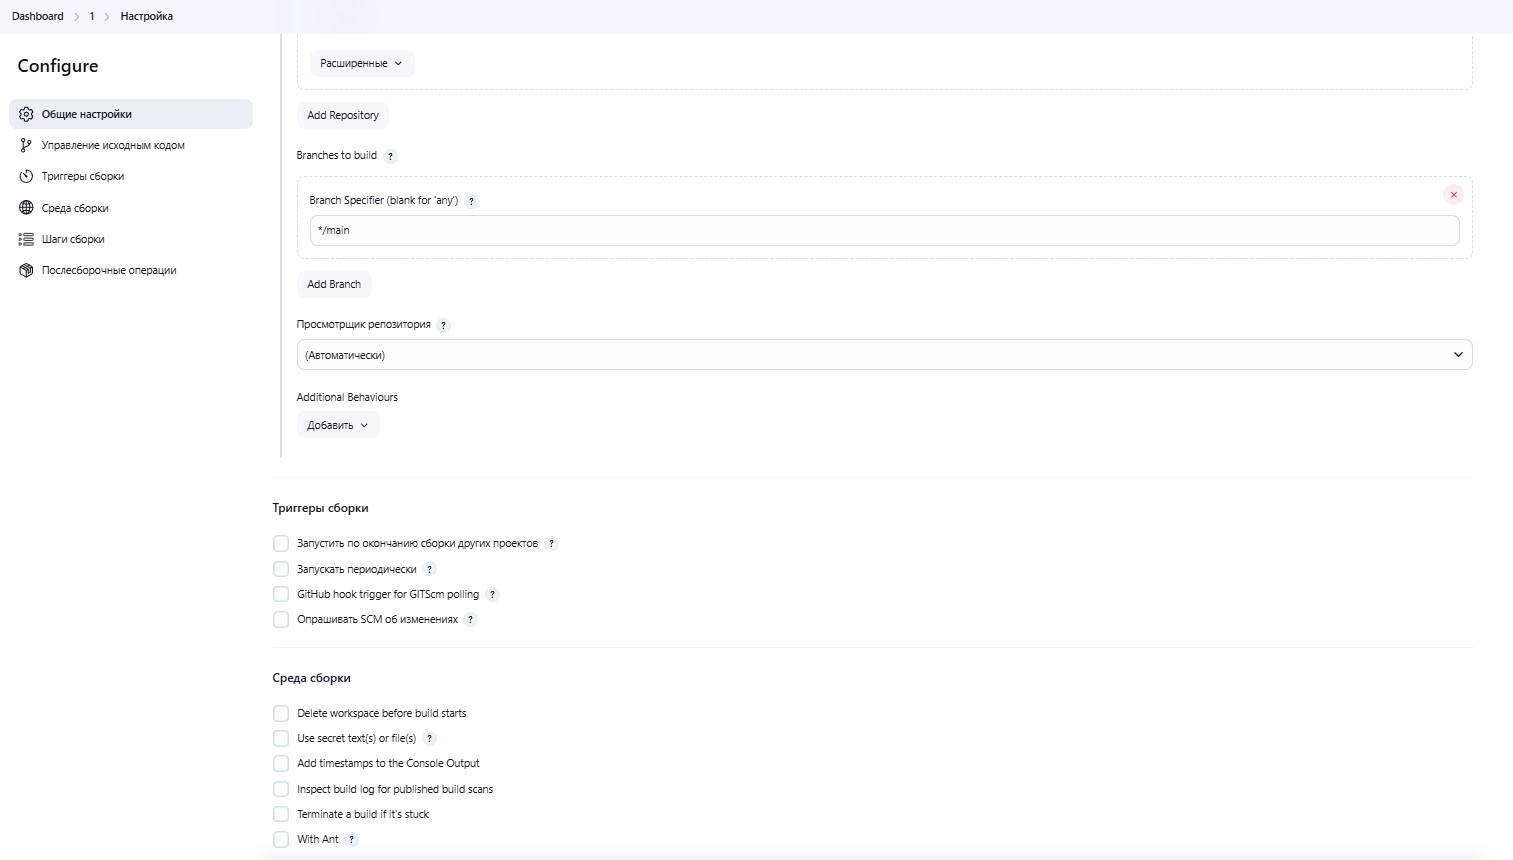 Dashboard > 1 > Настройка
Configure
Общие настройки
Управление исходным кодом
Триггеры сборки
Среда сборки
Шаги сборки
Послесборочные операции
Расширенные
Add Repository
Branches to build ?
Branch Specifier (blank for 'any') ?
*/main
Add Branch
Просмотрщик репозитория ?
(Автоматически)
Additional Behaviours
Добавить
Триггеры сборки
Запустить по окончанию сборки других проектов ?
Запускать периодически ?
GitHub hook trigger for GITScm polling ?
Опрашивать SCM об изменениях ?
Среда сборки
Delete workspace before build starts
Use secret text(s) or file(s) ?
Add timestamps to the Console Output
Inspect build log for published build scans
Terminate a build if it's stuck
With Ant ?